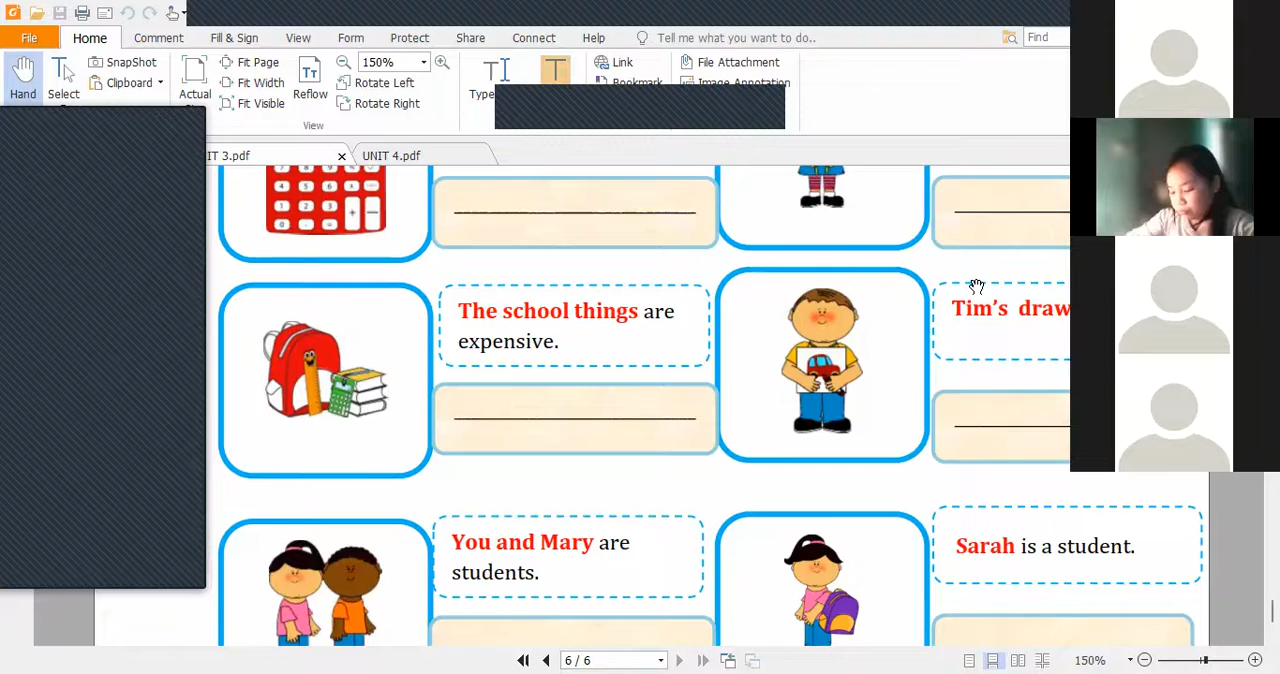 File Home Comment Fill & Sign View Form Protect Share Connect Help Tell me what you want to do.. Find
Hand Select SnapShot Clipboard Actual Fit Page Fit Width Fit Visible Reflow 150% Rotate Left Rotate Right Link Bookmark File Attachment Image Annotation
View
IT 3.pdf UNIT 4.pdf
The school things are
expensive.
Tim's draw
You and Mary are
students.
Sarah is a student.
6 / 6 150%